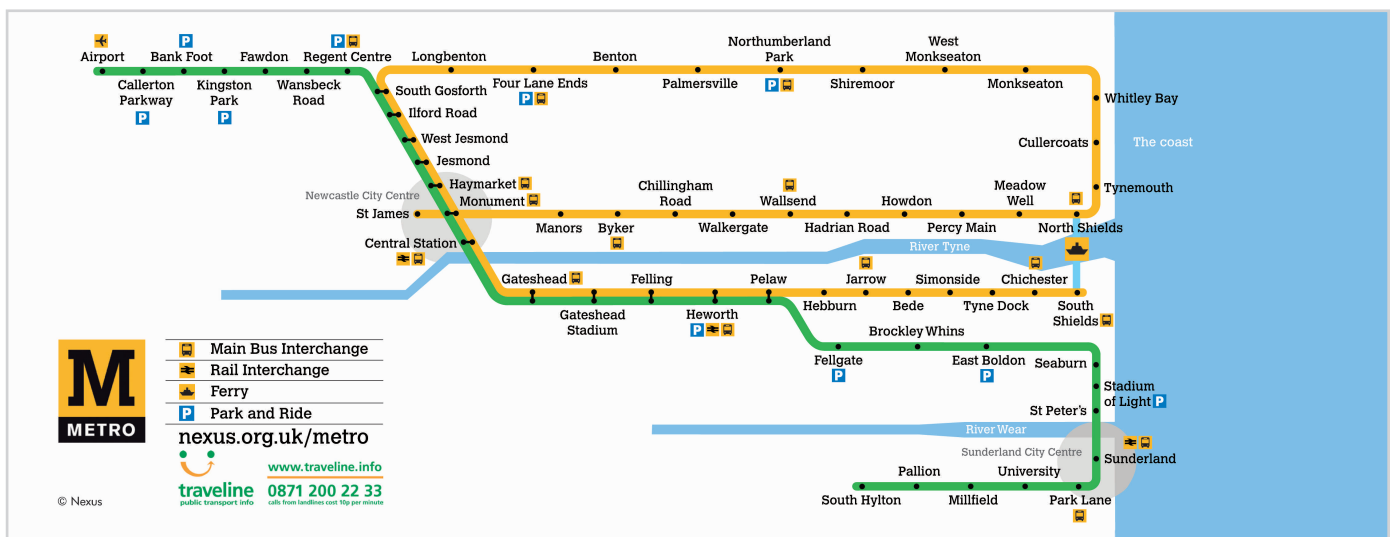 Airport
Callerton
Parkway
P
Bank Foot
P
Kingston
Park
P
Fawdon
Wansbeck
Road
Regent Centre
P
Longbenton
Four Lane Ends
P
Benton
Palmersville
Northumberland
Park
P
Shiremoor
West
Monkseaton
Monkseaton
Whitley Bay
Cullercoats
The coast
Tynemouth
South Gosforth
Ilford Road
West Jesmond
Jesmond
Haymarket
Newcastle City Centre
Monument
St James
Central Station
Manors
Byker
Chillingham
Road
Walkergate
Wallsend
Hadrian Road
Howdon
Percy Main
Meadow
Well
North Shields
River Tyne
Gateshead
Gateshead
Stadium
Felling
Heworth
P
Pelaw
Hebburn
Jarrow
Bede
Simonside
Tyne Dock
Chichester
South
Shields
Fellgate
P
Brockley Whins
East Boldon
P
Seaburn
Stadium
of Light P
St Peter's
River Wear
Sunderland City Centre
Sunderland
Park Lane
University
Millfield
Pallion
South Hylton
M
METRO
Main Bus Interchange
Rail Interchange
Ferry
P Park and Ride
nexus.org.uk/metro
traveline
public transport info
www.traveline.info
0871 200 22 33
calls from landlines cost 10p per minute
© Nexus